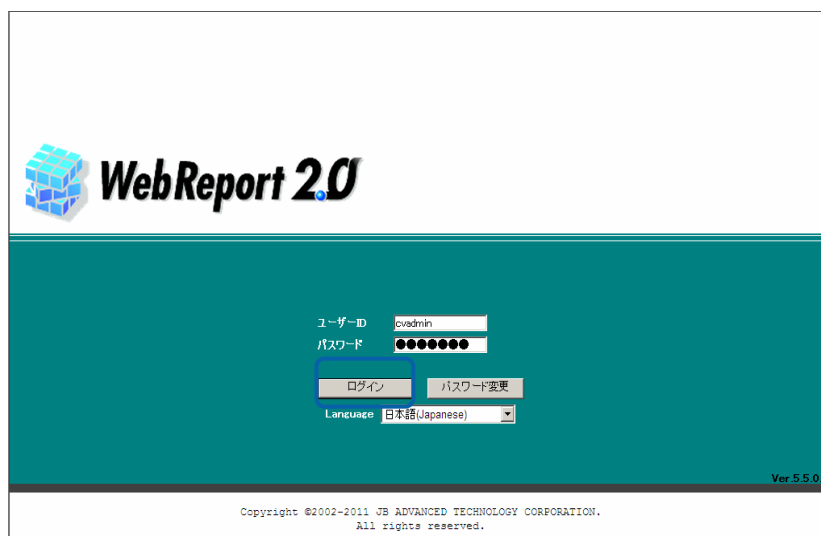 WebReport 2.0
ユーザーID cvadmin
パスワード ●●●●●●●
ログイン パスワード変更
Language 日本語(Japanese)
Ver.5.5.0.
Copyright ©2002-2011 JB ADVANCED TECHNOLOGY CORPORATION.
All rights reserved.